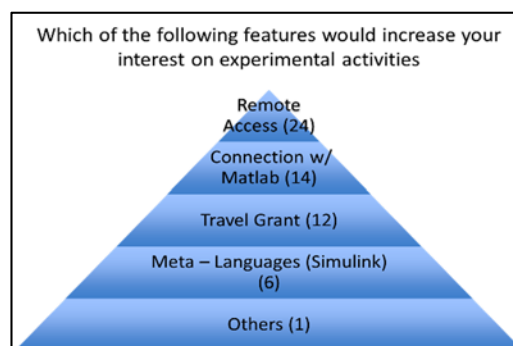 Which of the following features would increase your
interest on experimental activities
Remote
Access (24)
Connection w/
Matlab (14)
Travel Grant (12)
Meta – Languages (Simulink)
(6)
Others (1)